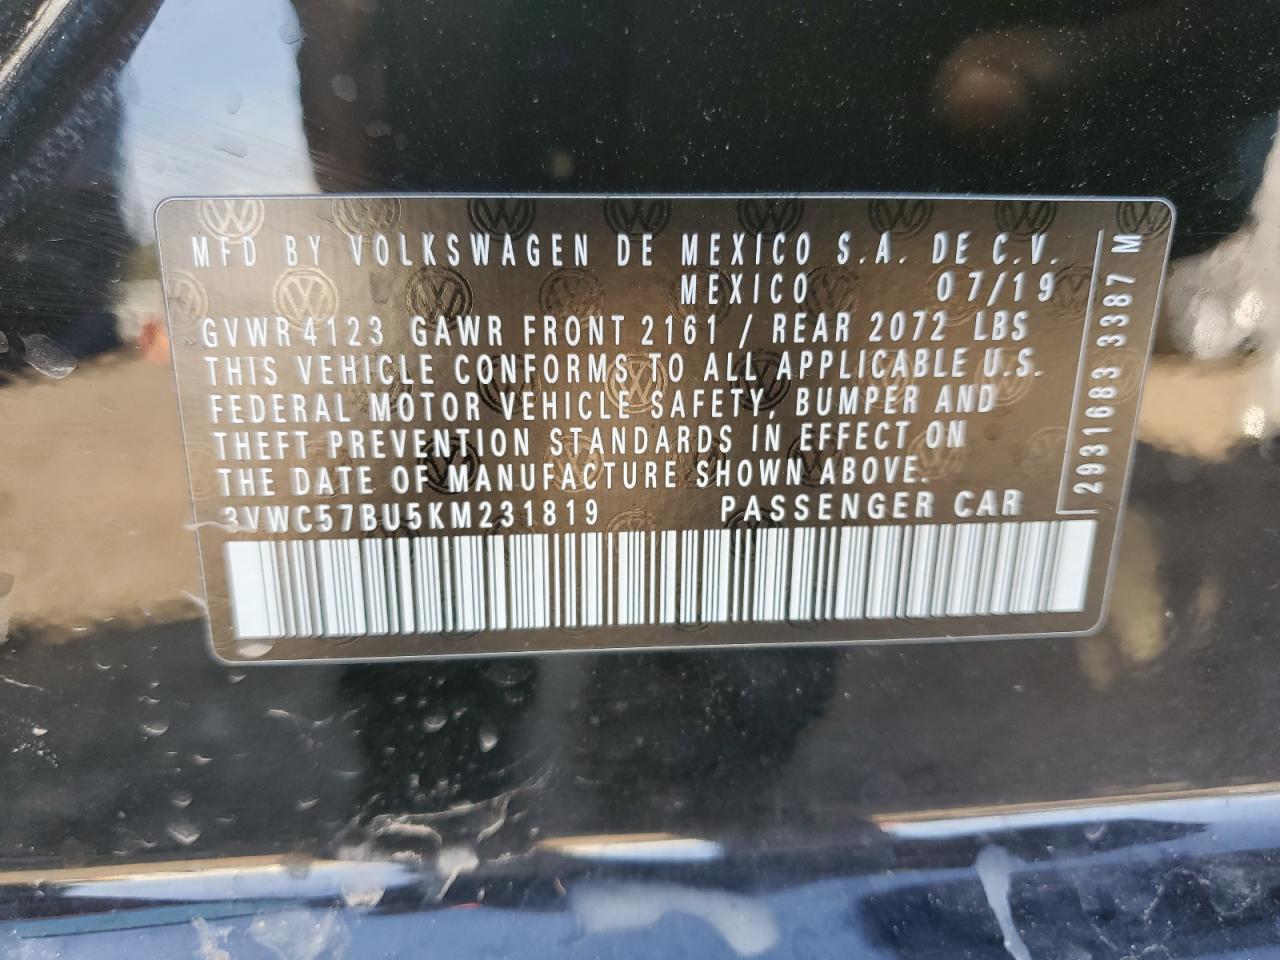 MFD BY VOLKSWAGEN DE MEXICO S.A. DE C.V.
MEXICO 07/19
GVWR 4123 GAWR FRONT 2161 / REAR 2072 LBS
THIS VEHICLE CONFORMS TO ALL APPLICABLE U.S.
FEDERAL MOTOR VEHICLE SAFETY, BUMPER AND
THEFT PREVENTION STANDARDS IN EFFECT ON
THE DATE OF MANUFACTURE SHOWN ABOVE.
3VWC57BU5KM231819 PASSENGER CAR
2931683 3387 M